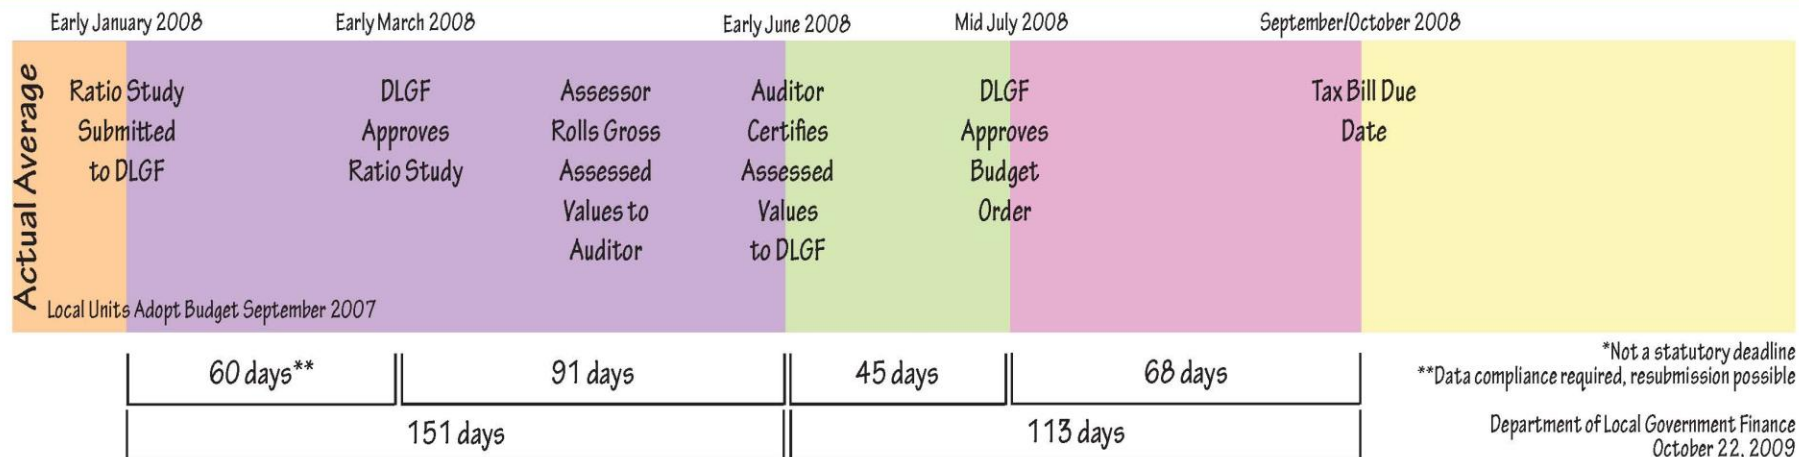 Early January 2008
Early March 2008
Early June 2008
Mid July 2008
September/October 2008
Actual Average
Ratio Study
Submitted
to DLGF
DLGF
Approves
Ratio Study
Assessor
Rolls Gross
Assessed
Values to
Auditor
Auditor
Certifies
Assessed
Values
to DLGF
DLGF
Approves
Budget
Order
Tax Bill Due
Date
Local Units Adopt Budget September 2007
60 days**
91 days
45 days
68 days
151 days
113 days
*Not a statutory deadline
**Data compliance required, resubmission possible
Department of Local Government Finance
October 22, 2009